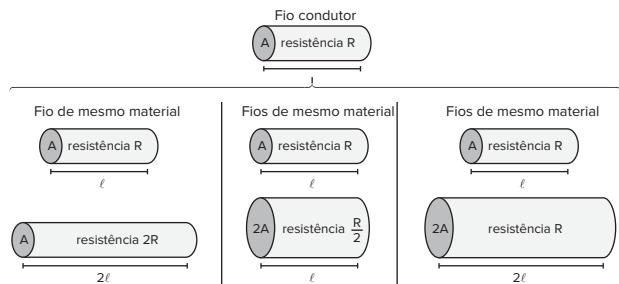 Fio condutor
A resistência R
l
Fio de mesmo material
A resistência R
ℓ
A resistência 2R
2ℓ
Fios de mesmo material
A resistência R
ℓ
2A resistência R/2
ℓ
Fios de mesmo material
A resistência R
ℓ
2A resistência R
2ℓ